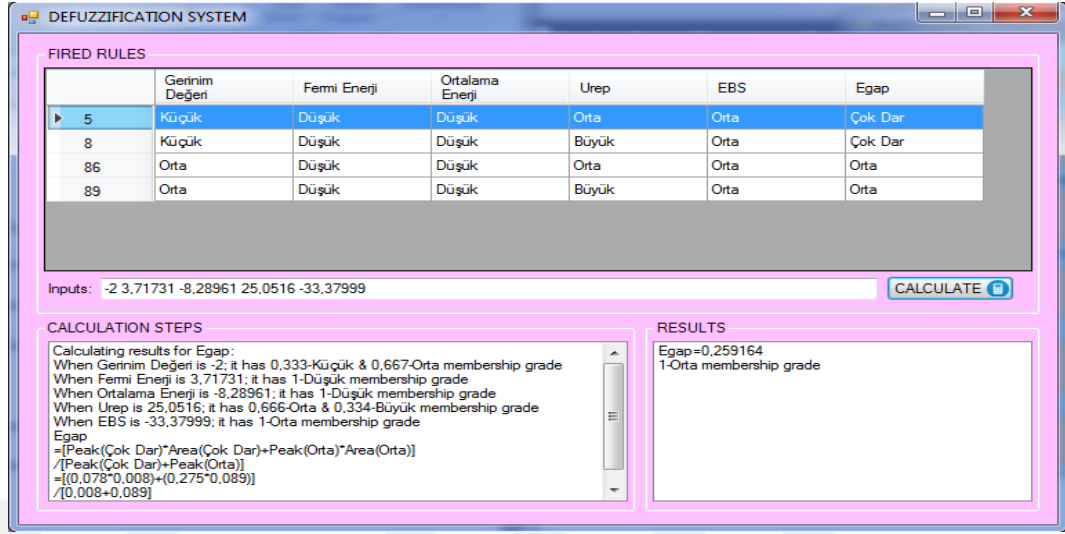 DEFUZZIFICATION SYSTEM
FIRED RULES
Gerinim Değeri Fermi Enerji Ortalama Enerji Urep EBS Egap
5 Küçük Düşük Düşük Orta Orta Çok Dar
8 Küçük Düşük Düşük Büyük Orta Çok Dar
86 Orta Düşük Düşük Orta Orta Orta
89 Orta Düşük Düşük Büyük Orta Orta
Inputs: -2 3,71731 -8,28961 25,0516 -33,37999 CALCULATE
CALCULATION STEPS
Calculating results for Egap:
When Gerinim Değeri is -2; it has 0,333-Küçük & 0,667-Orta membership grade
When Fermi Enerji is 3,71731; it has 1-Düşük membership grade
When Ortalama Enerji is -8,28961; it has 1-Düşük membership grade
When Urep is 25,0516; it has 0,666-Orta & 0,334-Büyük membership grade
When EBS is -33,37999; it has 1-Orta membership grade
Egap
=[Peak(Çok Dar)*Area(Çok Dar)+Peak(Orta)*Area(Orta)]
/[Peak(Çok Dar)+Peak(Orta)]
=[(0,078*0,008)+(0,275*0,089)]
/[0,008+0,089]
RESULTS
Egap=0,259164
1-Orta membership grade